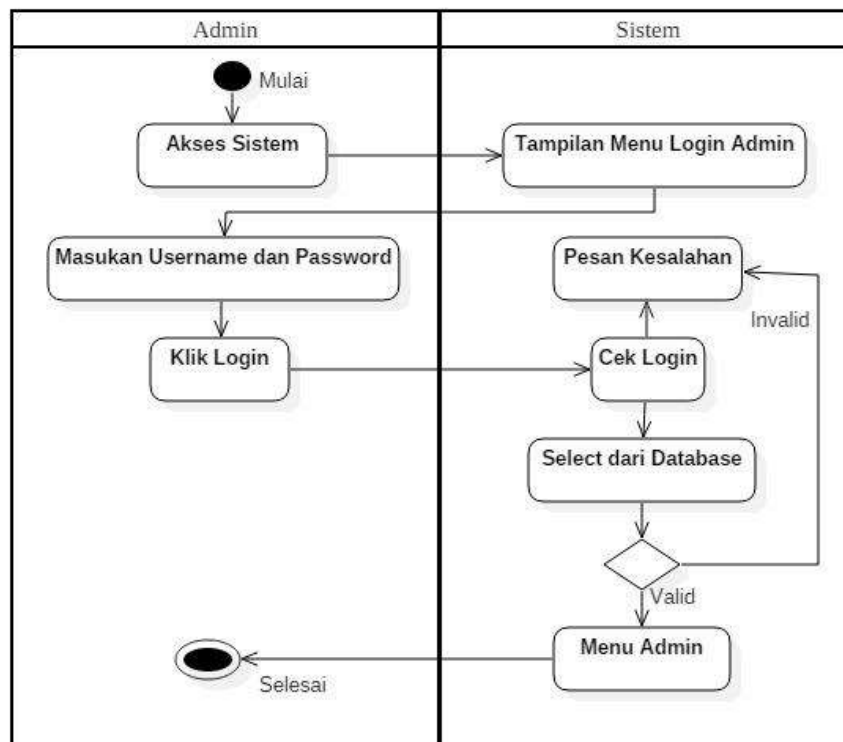 Admin
Sistem
Mulai
Akses Sistem
Tampilan Menu Login Admin
Masukan Username dan Password
Pesan Kesalahan
Invalid
Klik Login
Cek Login
Select dari Database
Valid
Menu Admin
Selesai